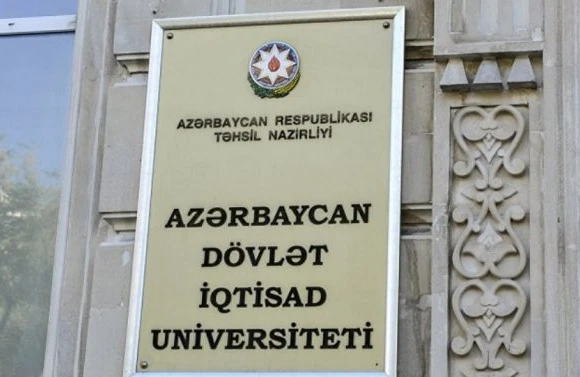 AZƏRBAYCAN RESPUBLİKASI
TƏHSİL NAZİRLİYİ
AZƏRBAYCAN
DÖVLƏT
İQTİSAD
UNİVERSİTETİ